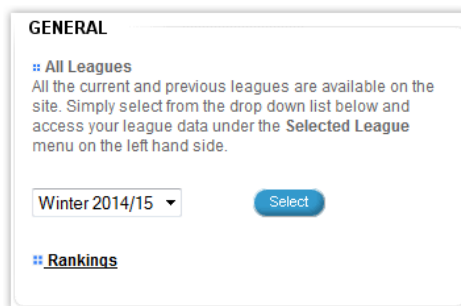 GENERAL
All Leagues
All the current and previous leagues are available on the
site. Simply select from the drop down list below and
access your league data under the Selected League
menu on the left hand side.
Winter 2014/15
Select
Rankings